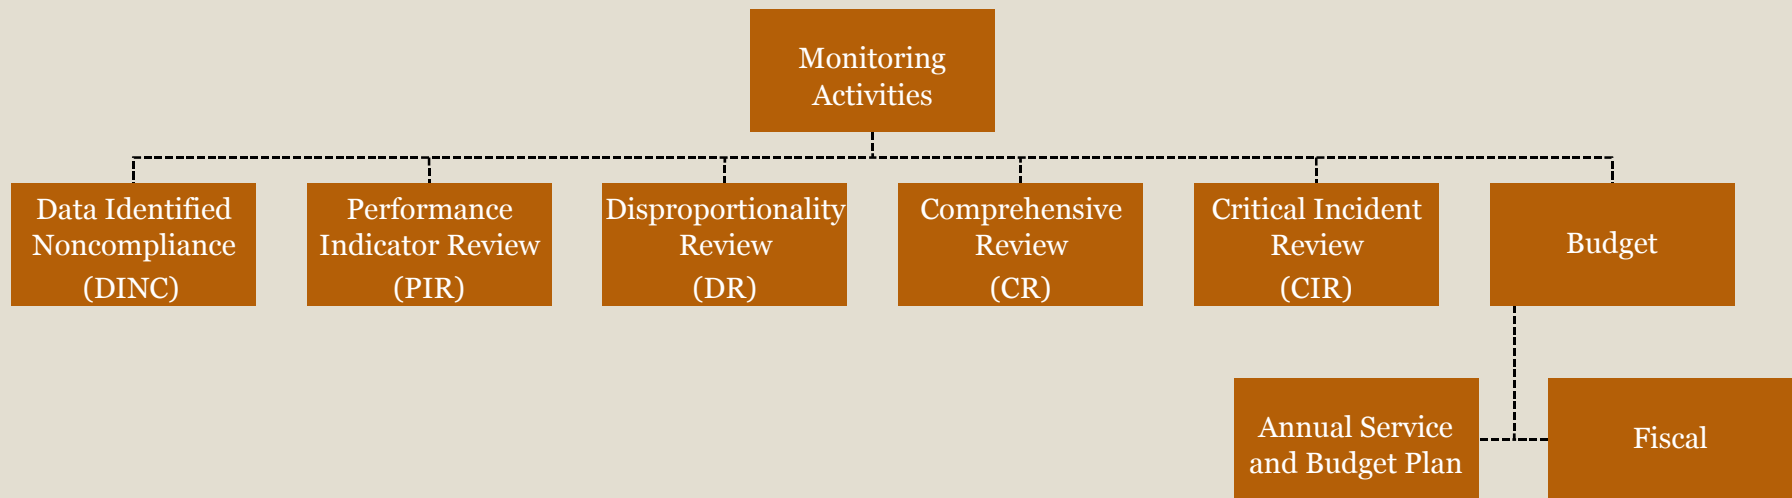 Monitoring
Activities
Data Identified
Noncompliance
(DINC)
Performance
Indicator Review
(PIR)
Disproportionality
Review
(DR)
Comprehensive
Review
(CR)
Critical Incident
Review
(CIR)
Budget
Annual Service
and Budget Plan
Fiscal